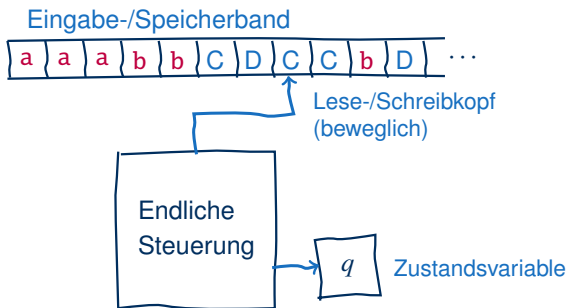 Eingabe-/Speicherband
a a a b b C D C C b D ...
Lese-/Schreibkopf
(beweglich)
Endliche
Steuerung
q
Zustandsvariable